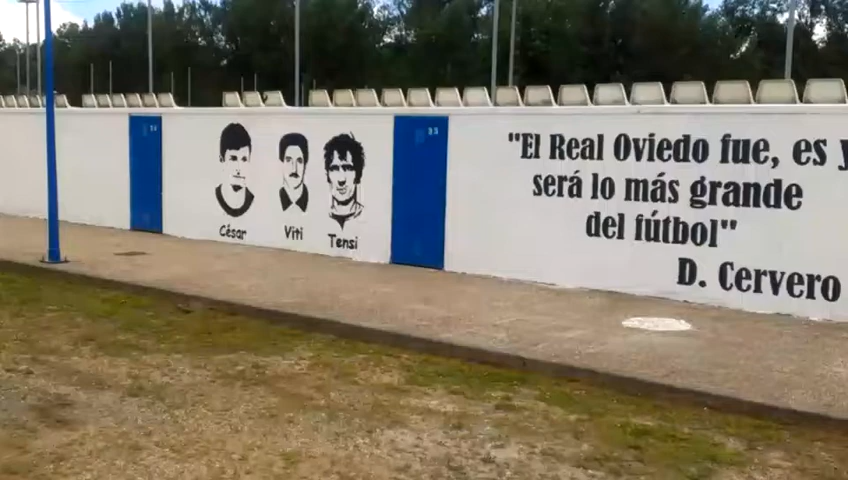 "El Real Oviedo fue, es y
será lo más grande
del fútbol"
D. Cervero
César
Viti
Tensi